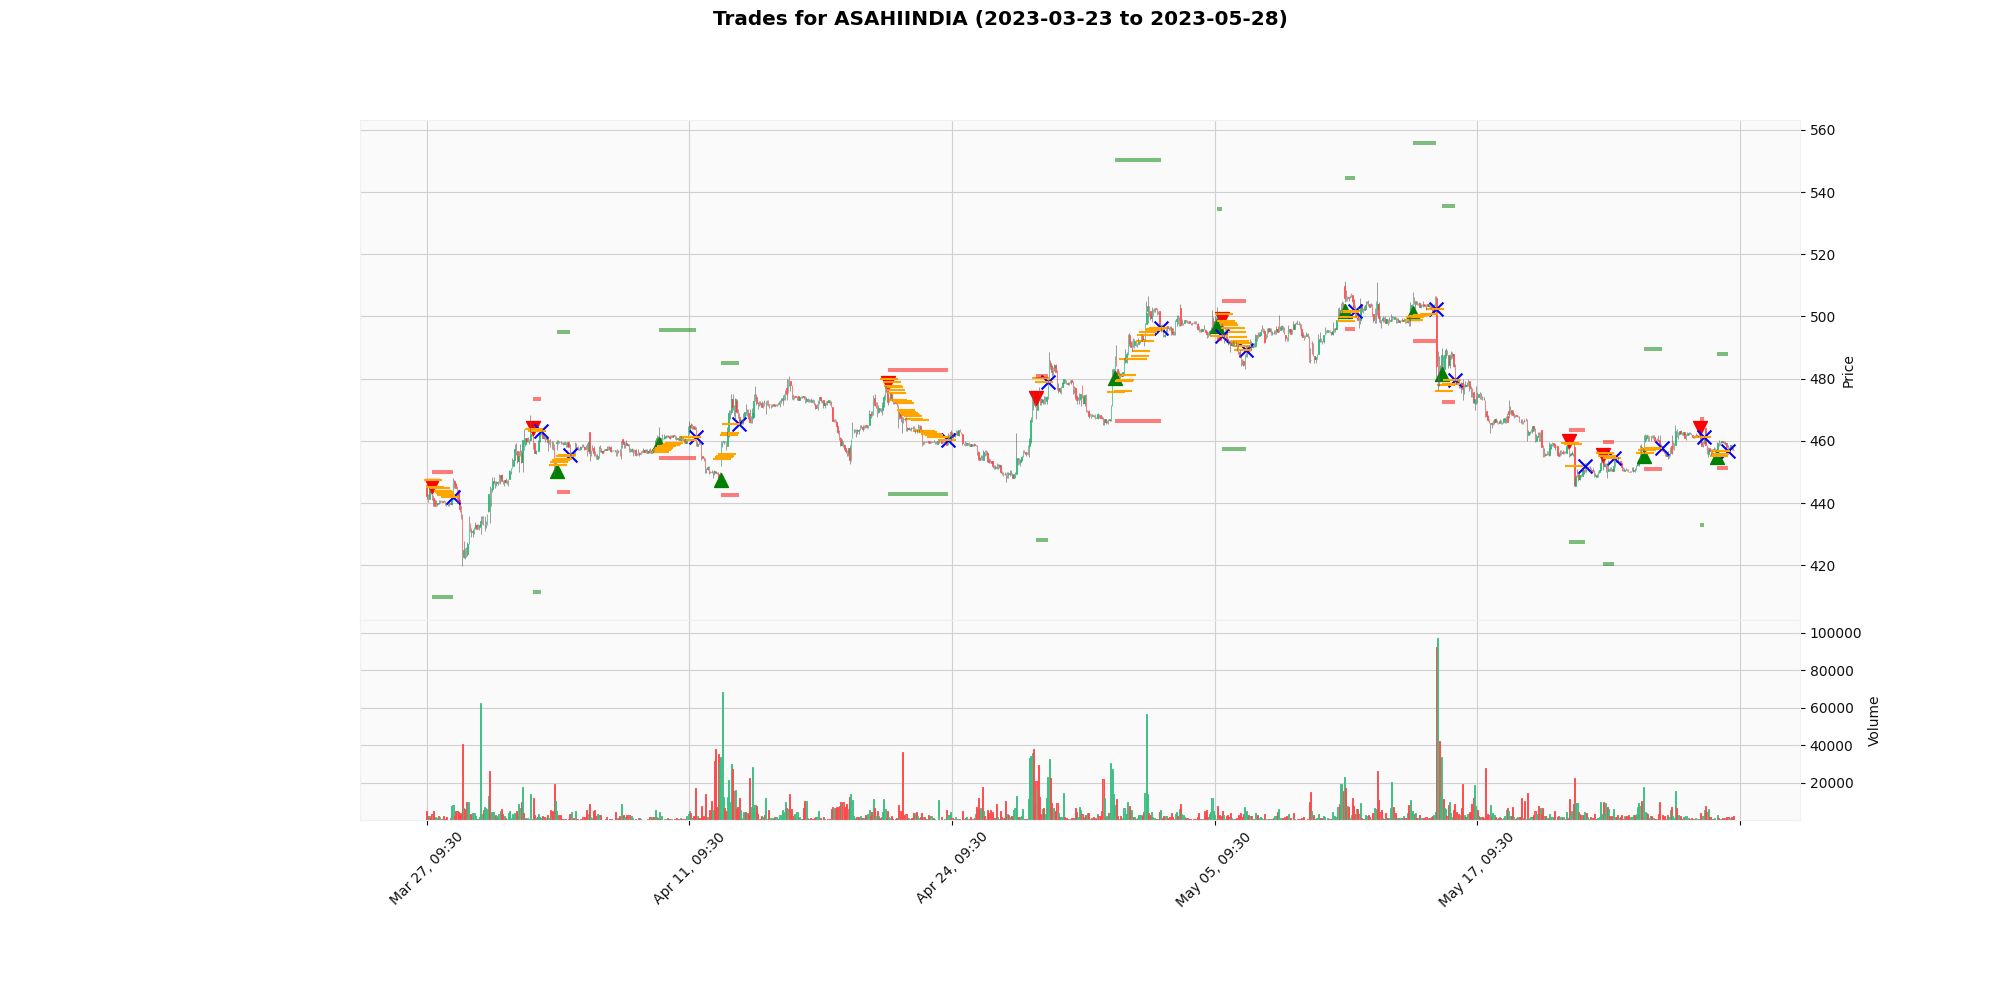 Trades for ASAHIINDIA (2023-03-23 to 2023-05-28)
560
540
520
500
480
460
440
420
Price
100000
80000
60000
40000
20000
Volume
Mar 27, 09:30
Apr 11, 09:30
Apr 24, 09:30
May 05, 09:30
May 17, 09:30